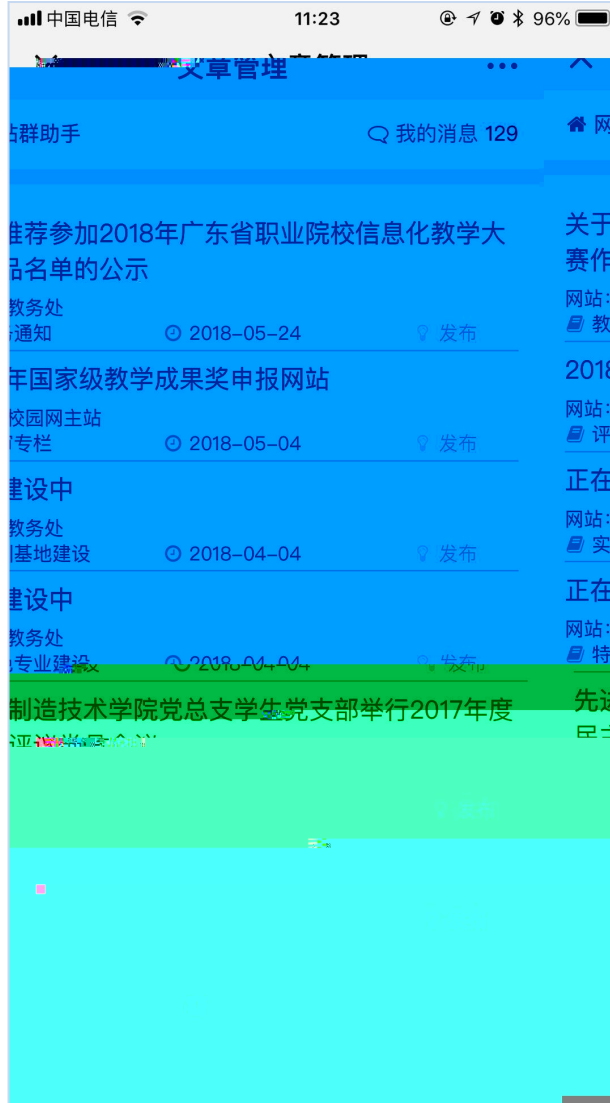 中国电信 11:23 96%
文章管理
站群助手 我的消息 129
推荐参加2018年广东省职业院校信息化教学大
品名单的公示
教务处
通知 2018-05-24 发布
年国家级教学成果奖申报网站
校园网主站
专栏 2018-05-04 发布
建设中
教务处
基地建设 2018-04-04 发布
建设中
教务处
专业建设 2018-04-04 发布
制造技术学院党总支学生党支部举行2017年度
发布
网
关于
赛作
网站:
教
2018
网站:
评
正在
网站:
实
正在
网站:
特
先进